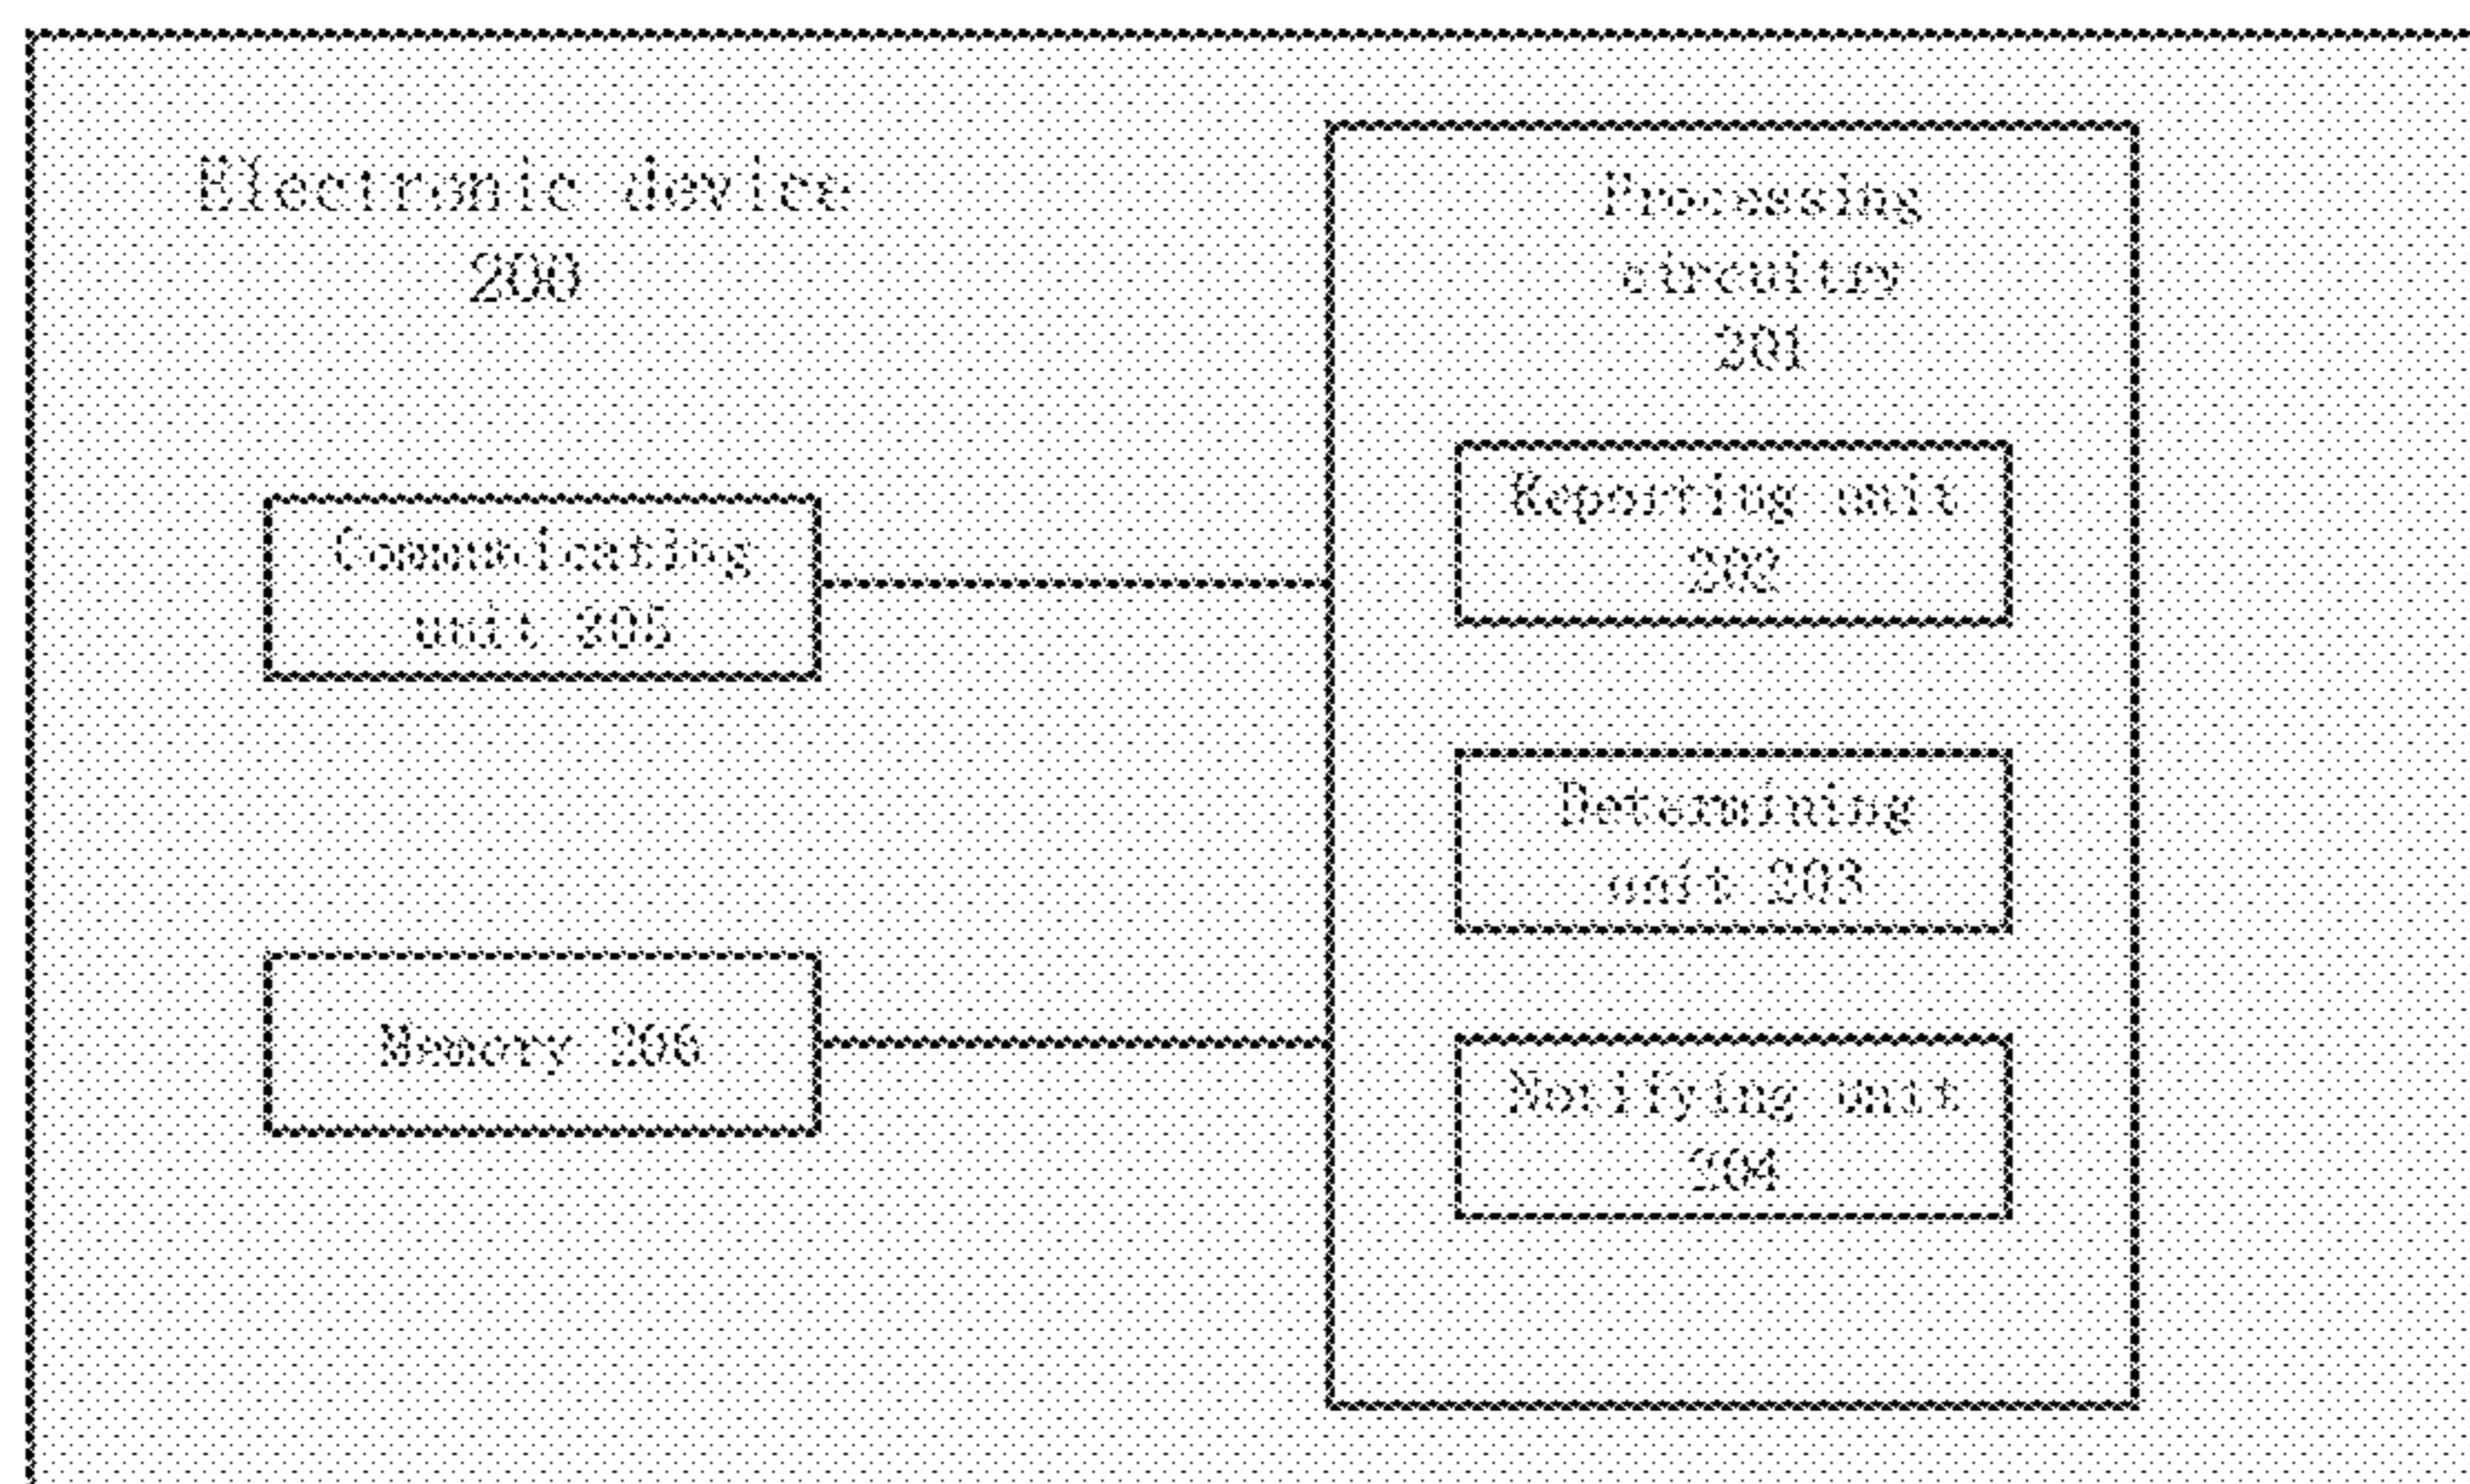 Electronic device
200
Processing
circuitry
201
Reporting unit
202
Communicating
unit 205
Determining
unit 203
Memory 206
Notifying unit
204